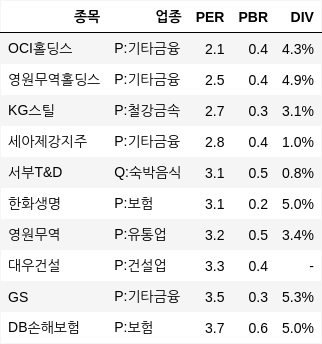 종목 업종 PER PBR DIV
OCI홀딩스 P:기타금융 2.1 0.4 4.3%
영원무역홀딩스 P:기타금융 2.5 0.4 4.9%
KG스틸 P:철강금속 2.7 0.3 3.1%
세아제강지주 P:기타금융 2.8 0.4 1.0%
서부T&D Q:숙박음식 3.1 0.5 0.8%
한화생명 P:보험 3.1 0.2 5.0%
영원무역 P:유통업 3.2 0.5 3.4%
대우건설 P:건설업 3.3 0.4 -
GS P:기타금융 3.5 0.3 5.3%
DB손해보험 P:보험 3.7 0.6 5.0%